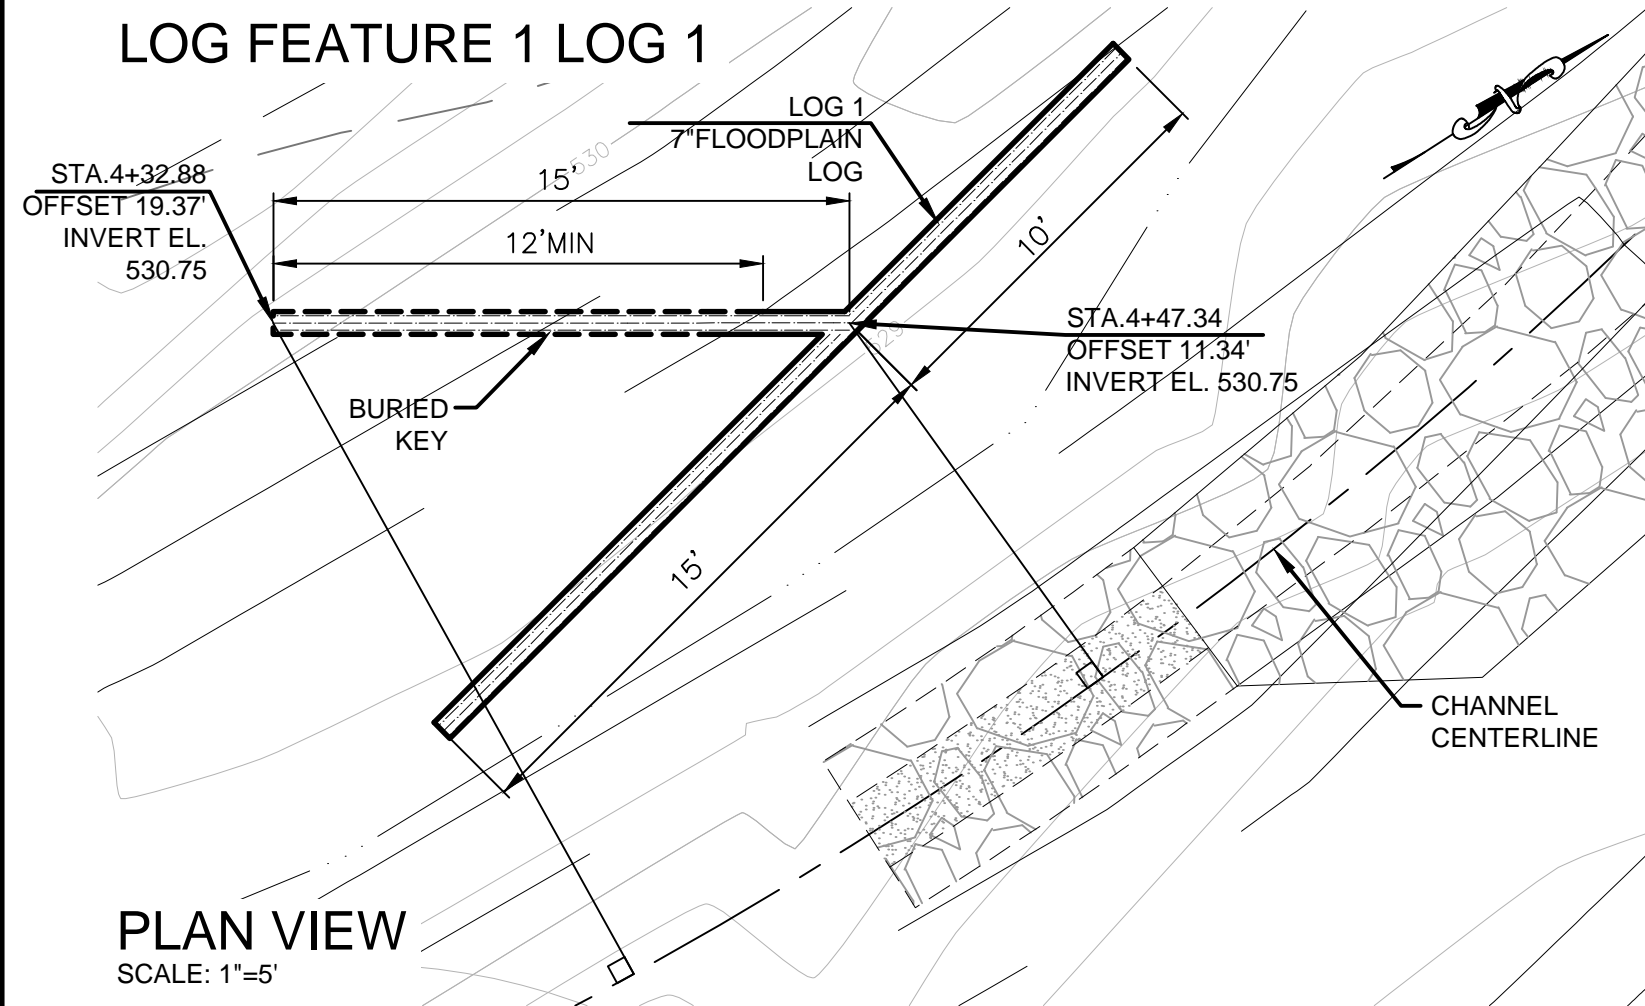 LOG FEATURE 1 LOG 1
LOG 1
7"FLOODPLAIN
LOG
530
STA.4+32.88
OFFSET 19.37'
INVERT EL.
530.75
15'
12'MIN
10'
STA.4+47.34
OFFSET 11.34'
INVERT EL. 530.75
529
BURIED
KEY
15'
CHANNEL
CENTERLINE
PLAN VIEW
SCALE: 1"=5'